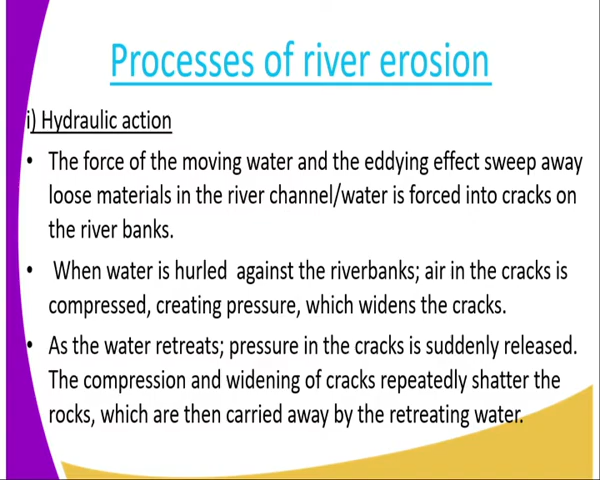 Processes of river erosion
i) Hydraulic action
• The force of the moving water and the eddying effect sweep away
loose materials in the river channel/water is forced into cracks on
the river banks.
• When water is hurled against the riverbanks; air in the cracks is
compressed, creating pressure, which widens the cracks.
• As the water retreats; pressure in the cracks is suddenly released.
The compression and widening of cracks repeatedly shatter the
rocks, which are then carried away by the retreating water.